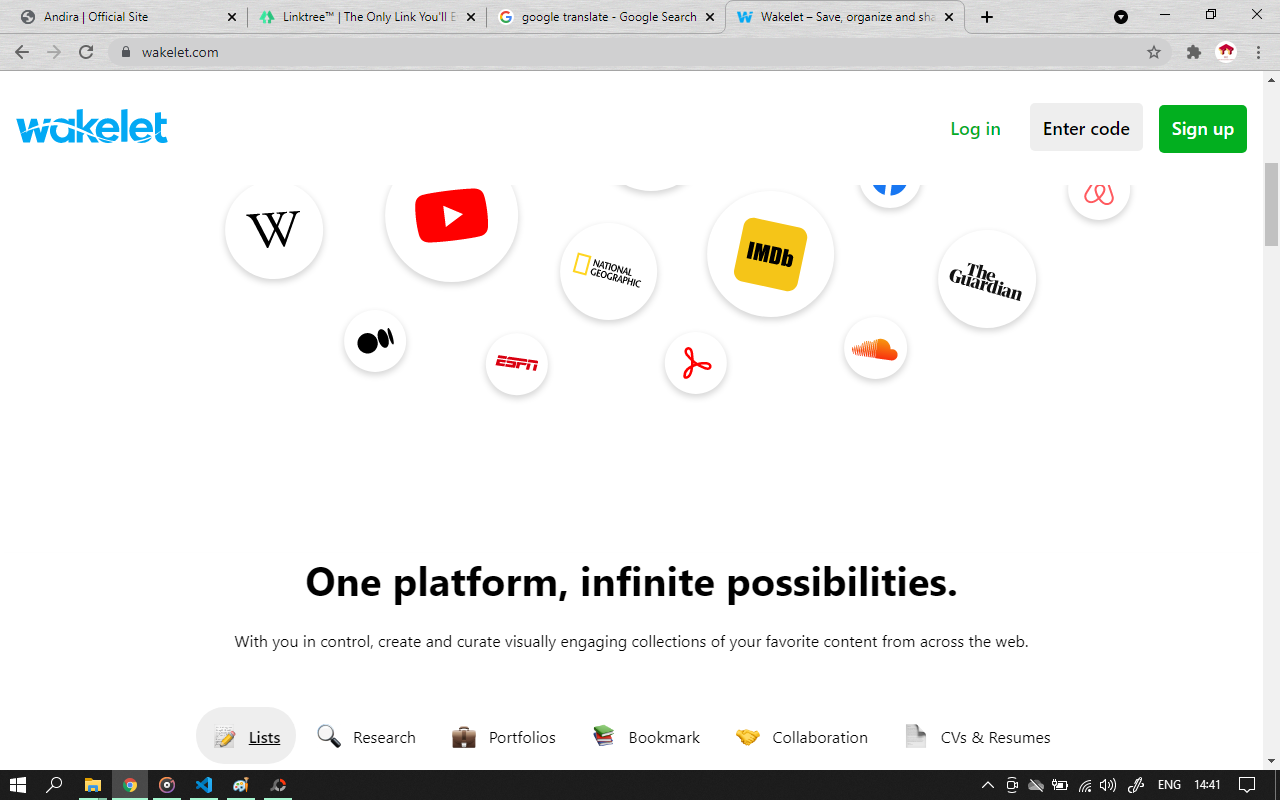 Andira | Official Site
Linktree™ | The Only Link You'll E
google translate - Google Search
Wakelet – Save, organize and sha
wakelet.com
wakelet
Log in
Enter code
Sign up
W
NATIONAL
GEOGRAPHIC
IMDb
The
Guardian
ESPN
One platform, infinite possibilities.
With you in control, create and curate visually engaging collections of your favorite content from across the web.
Lists
Research
Portfolios
Bookmark
Collaboration
CVs & Resumes
ENG
14:41